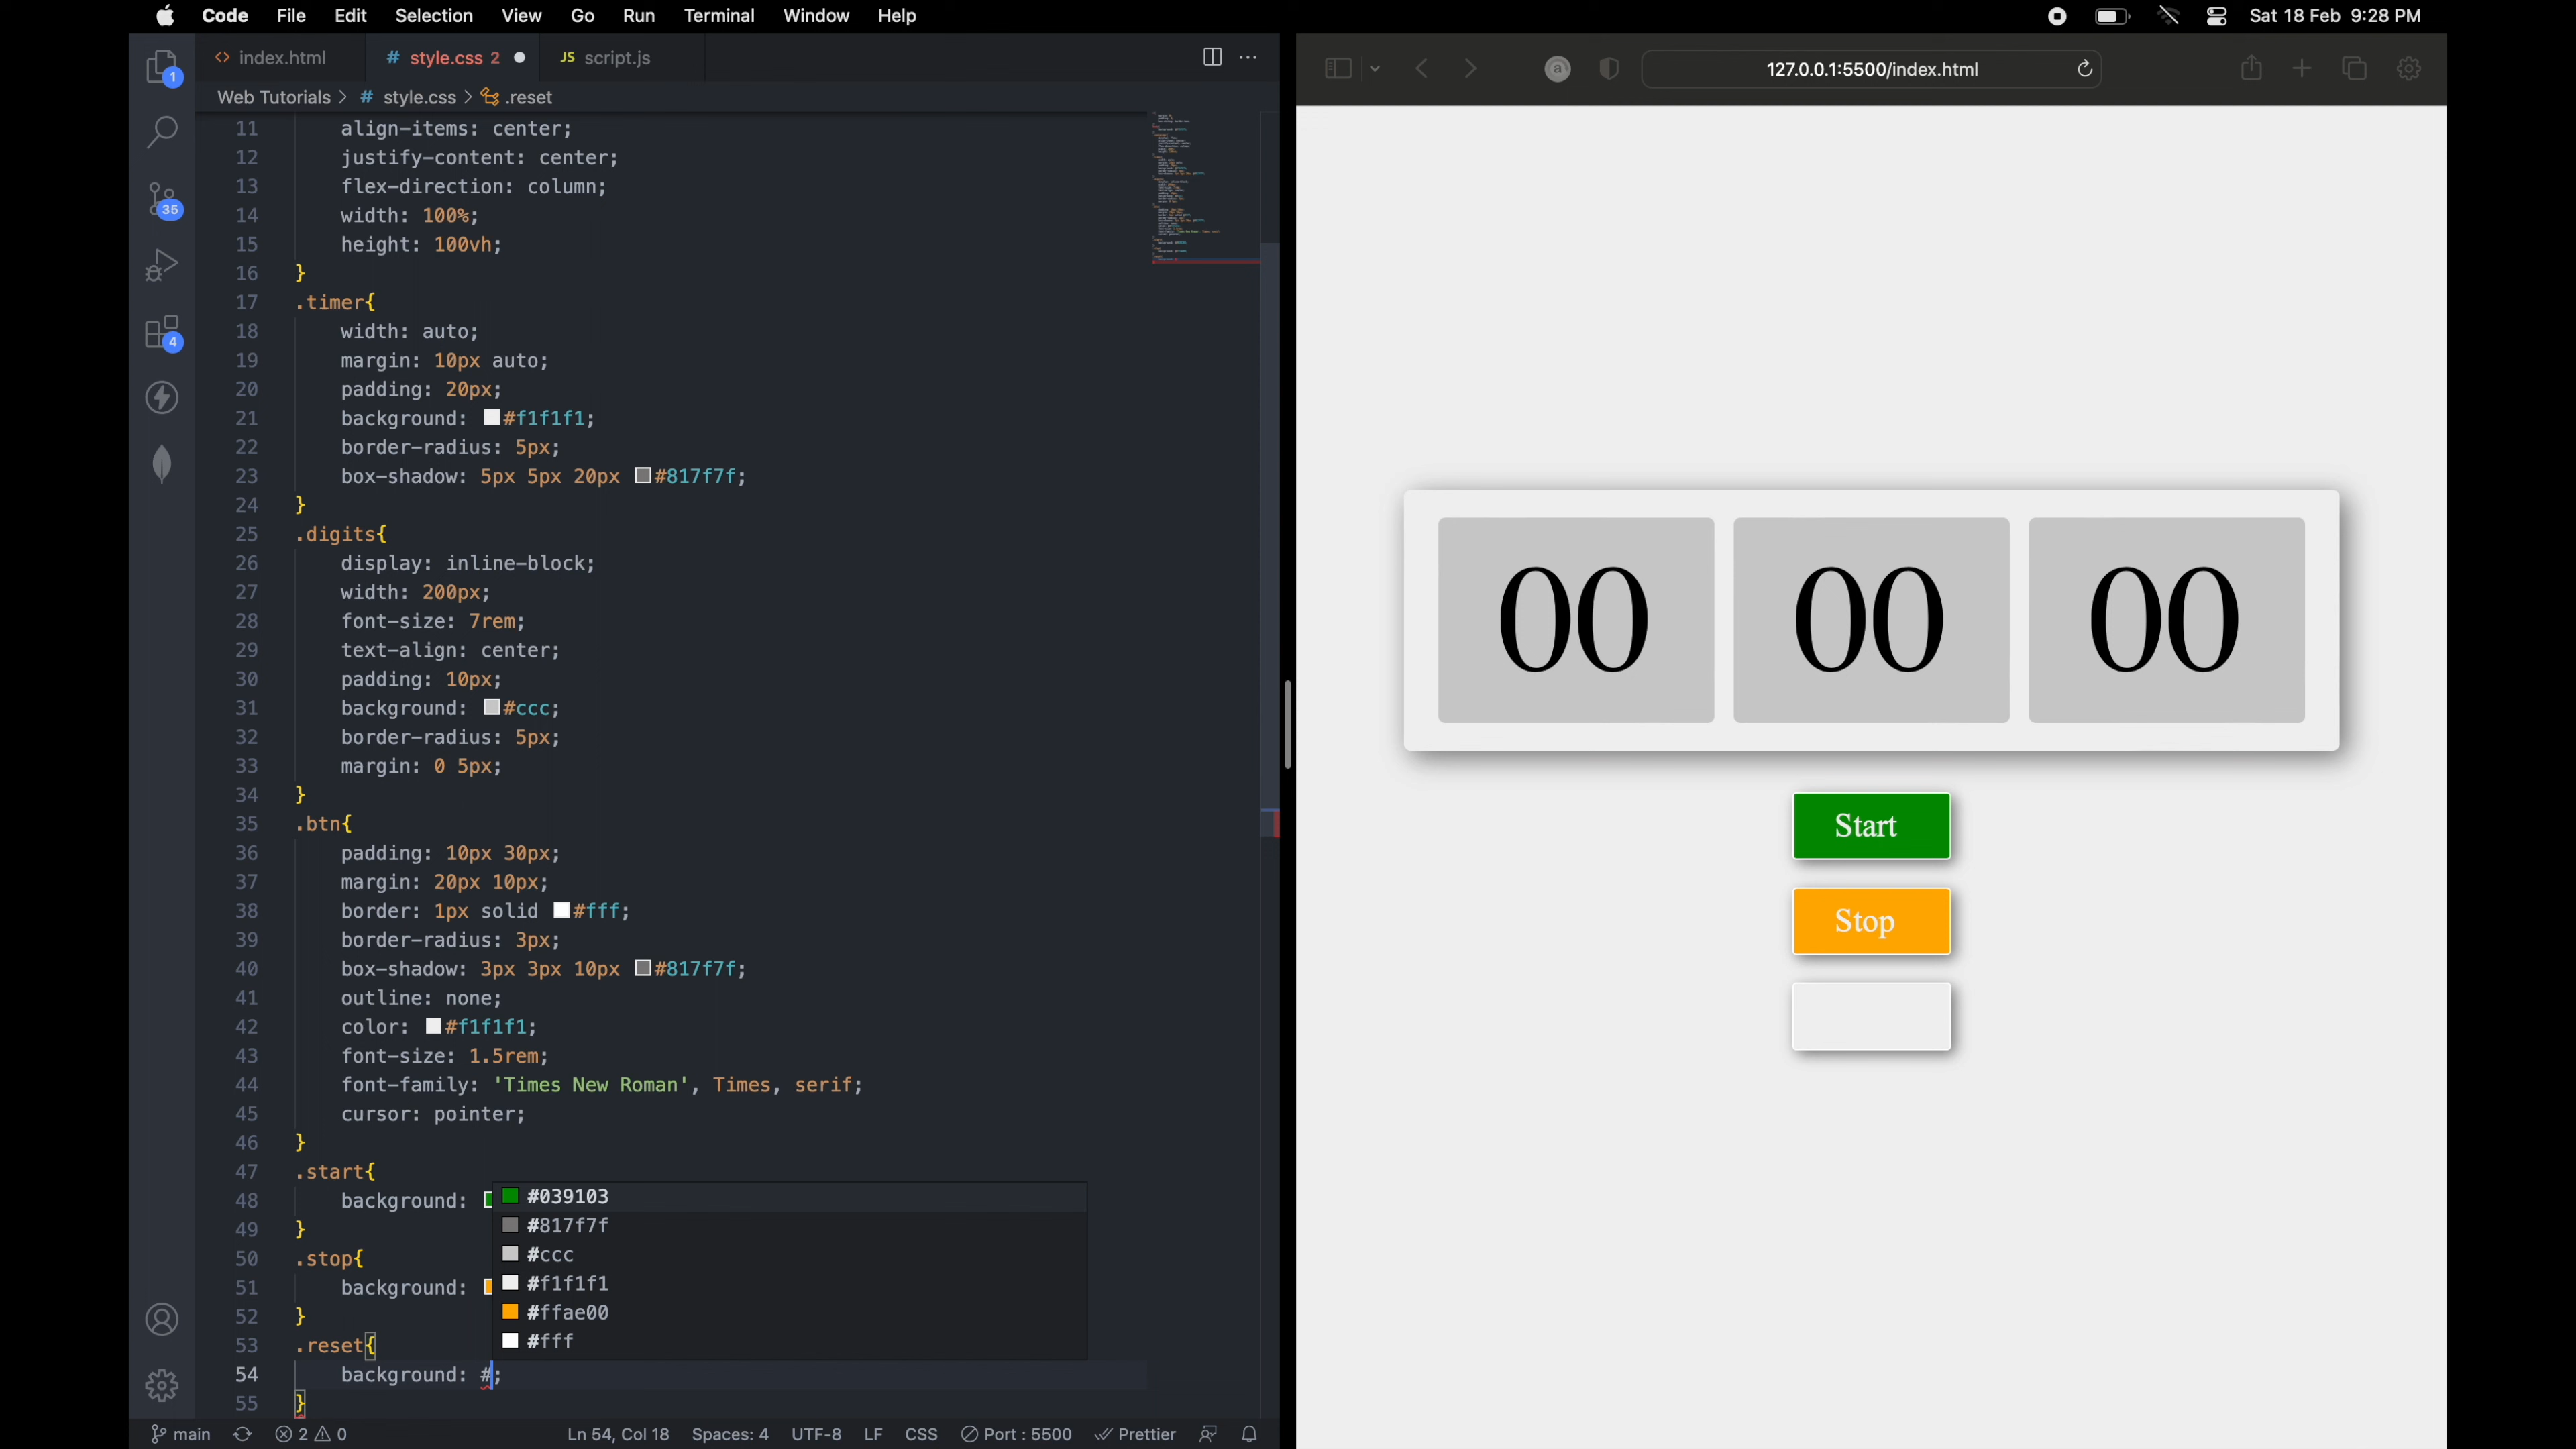 Code File Edit Selection View Go Run Terminal Window Help
Sat 18 Feb 9:28 PM
index.html
# style.css 2
JS script.js
127.0.0.1:5500/index.html
Web Tutorials > # style.css > .reset
1
35
4
11 align-items: center;
12 justify-content: center;
13 flex-direction: column;
14 width: 100%;
15 height: 100vh;
16 }
17 .timer{
18 width: auto;
19 margin: 10px auto;
20 padding: 20px;
21 background: #f1f1f1;
22 border-radius: 5px;
23 box-shadow: 5px 5px 20px #817f7f;
24 }
25 .digits{
26 display: inline-block;
27 width: 200px;
28 font-size: 7rem;
29 text-align: center;
30 padding: 10px;
31 background: #ccc;
32 border-radius: 5px;
33 margin: 0 5px;
34 }
35 .btn{
36 padding: 10px 30px;
37 margin: 20px 10px;
38 border: 1px solid #fff;
39 border-radius: 3px;
40 box-shadow: 3px 3px 10px #817f7f;
41 outline: none;
42 color: #f1f1f1;
43 font-size: 1.5rem;
44 font-family: 'Times New Roman', Times, serif;
45 cursor: pointer;
46 }
47 .start{
48 background:
49 }
50 .stop{
51 background:
52 }
53 .reset{
54 background: #;
55 }
#039103
#817f7f
#ccc
#f1f1f1
#ffae00
#fff
main 2 0 Ln 54, Col 18 Spaces: 4 UTF-8 LF CSS Port : 5500 Prettier
00 00 00
Start
Stop